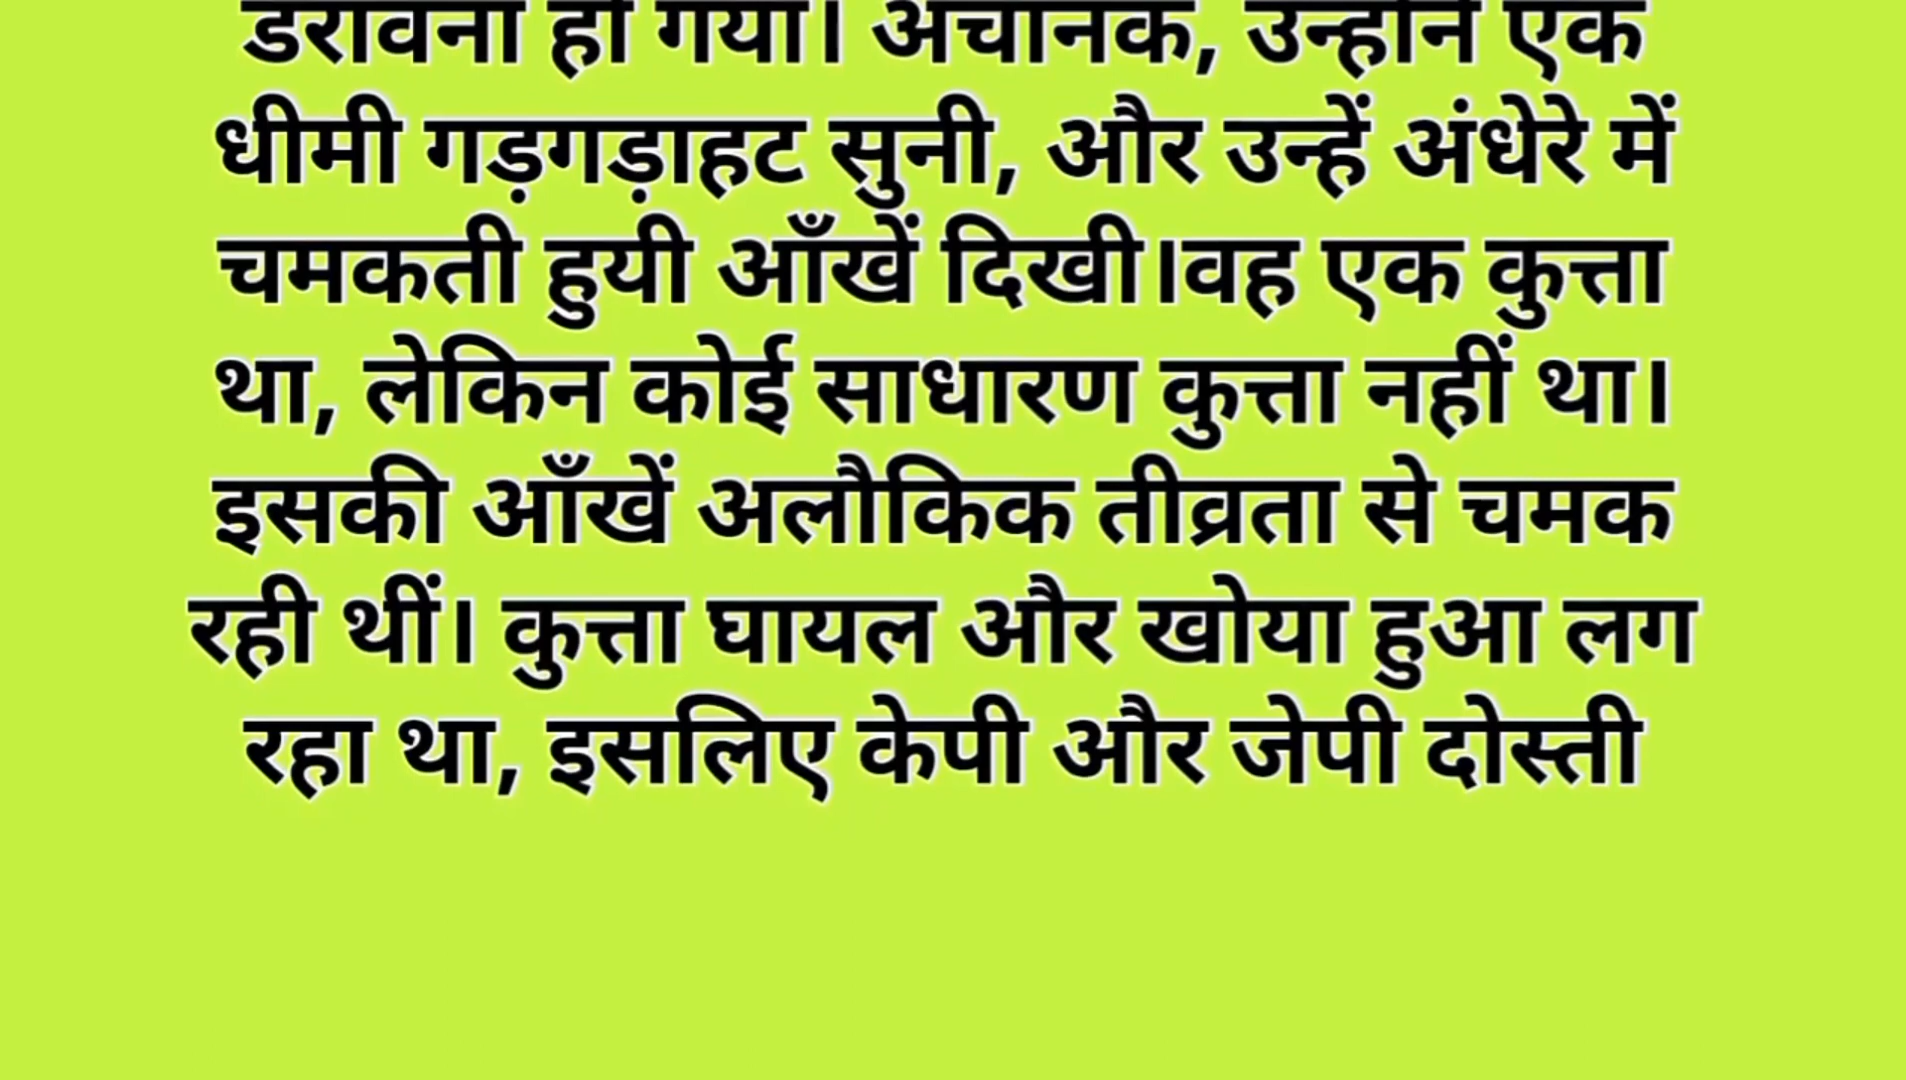 डरावना हो गया। अचानक, उन्होंने एक
धीमी गड़गड़ाहट सुनी, और उन्हें अंधेरे में
चमकती हुयी आँखें दिखी।वह एक कुत्ता
था, लेकिन कोई साधारण कुत्ता नहीं था।
इसकी आँखें अलौकिक तीव्रता से चमक
रही थीं। कुत्ता घायल और खोया हुआ लग
रहा था, इसलिए केपी और जेपी दोस्ती